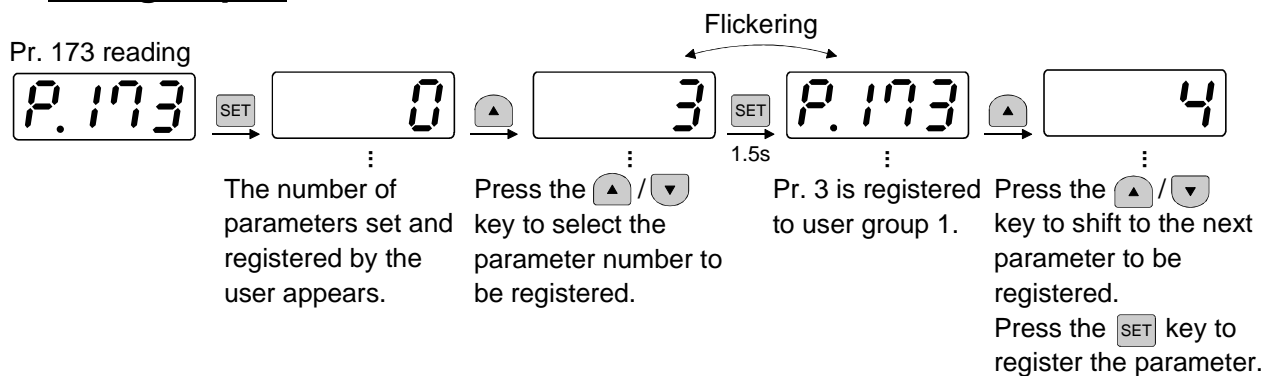 Flickering
Pr. 173 reading
P. 173
SET
0
3
SET
1.5s
P. 173
4
The number of
parameters set and
registered by the
user appears.
Press the ▲ / ▼
key to select the
parameter number to
be registered.
Pr. 3 is registered
to user group 1.
Press the ▲ / ▼
key to shift to the next
parameter to be
registered.
Press the SET key to
register the parameter.